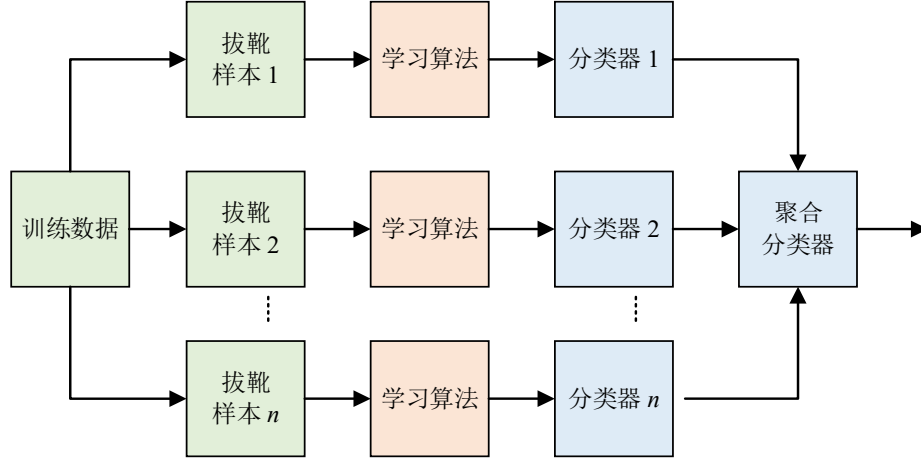 拔靴
样本 1
学习算法
分类器 1
训练数据
拔靴
样本 2
学习算法
分类器 2
聚合
分类器
拔靴
样本 n
学习算法
分类器 n